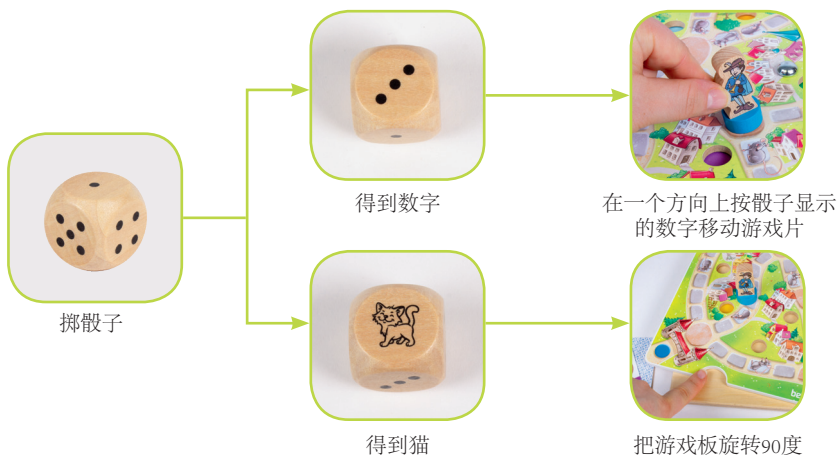 得到数字
在一个方向上按骰子显示
的数字移动游戏片
掷骰子
得到猫
把游戏板旋转90度
be